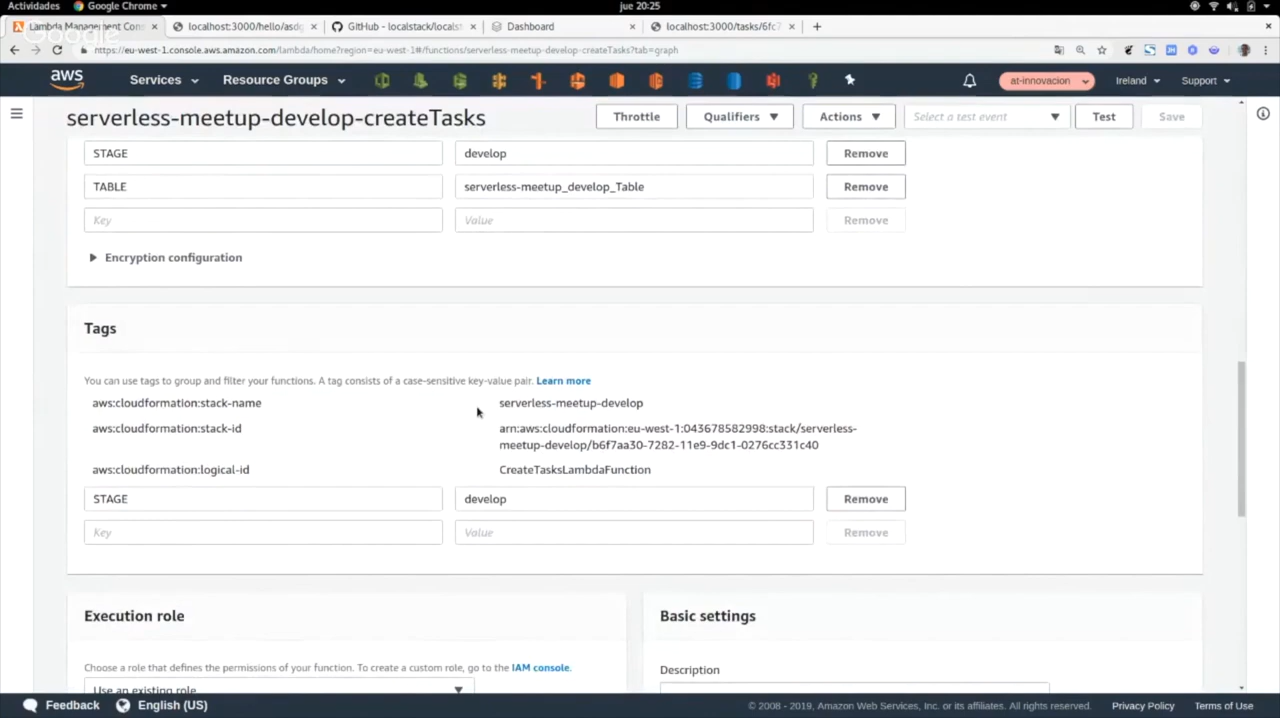 Actividades Google Chrome jue 20:25
Lambda Management Cons localhost:3000/hello/asdg GitHub - localstack/locals Dashboard localhost:3000/tasks/6fc7
https://eu-west-1.console.aws.amazon.com/lambda/home?region=eu-west-1#/functions/serverless-meetup-develop-createTasks?tab=graph
Google
aws Services Resource Groups at-innovacion Ireland Support
serverless-meetup-develop-createTasks Throttle Qualifiers Actions Select a test event Test Save
STAGE develop Remove
TABLE serverless-meetup_develop_Table Remove
Key Value Remove
Encryption configuration
Tags
You can use tags to group and filter your functions. A tag consists of a case-sensitive key-value pair. Learn more
aws:cloudformation:stack-name serverless-meetup-develop
aws:cloudformation:stack-id arn:aws:cloudformation:eu-west-1:043678582998:stack/serverless-
meetup-develop/b6f7aa30-7282-11e9-9dc1-0276cc331c40
aws:cloudformation:logical-id CreateTasksLambdaFunction
STAGE develop Remove
Key Value Remove
Execution role Basic settings
Choose a role that defines the permissions of your function. To create a custom role, go to the IAM console.
Description
Use an existing role
Feedback English (US) © 2008 - 2019, Amazon Web Services, Inc. or its affiliates. All rights reserved. Privacy Policy Terms of Use